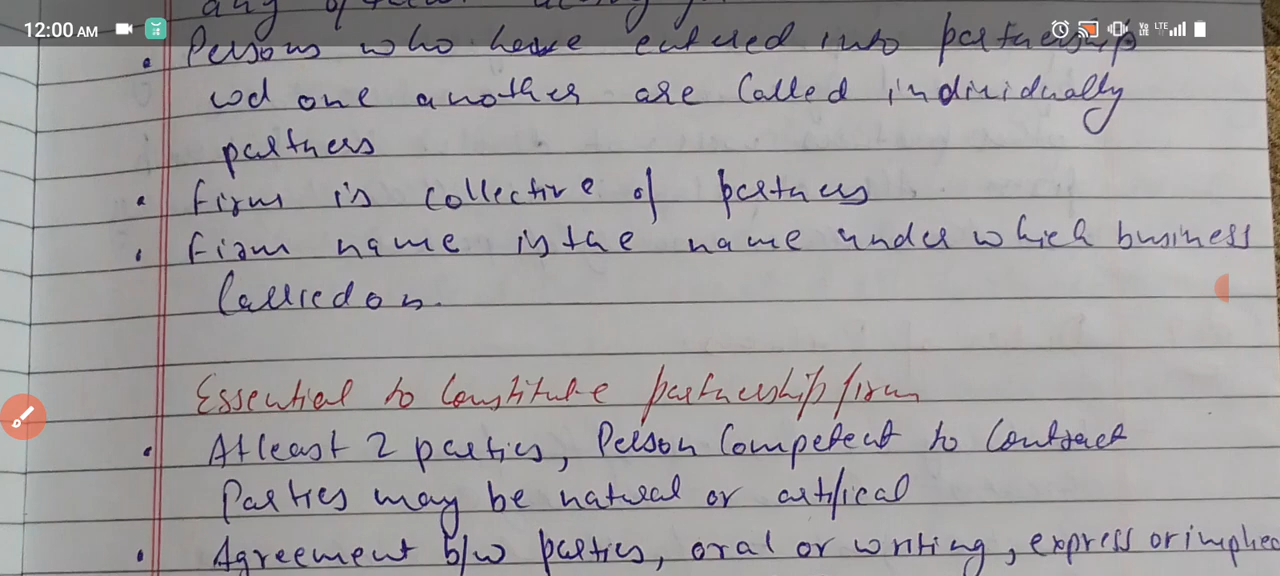 12:00 AM
any of
Persons who have entered into partnership
wd one another are called individually
partners
firm is collective of partners
firm name is the name under which business
Carried on.
Essential to Constitute partnership firm
Atleast 2 parties, Person Competent to Contract
Parties may be natural or artifical
Agreement b/w parties, oral or writing, express or implied